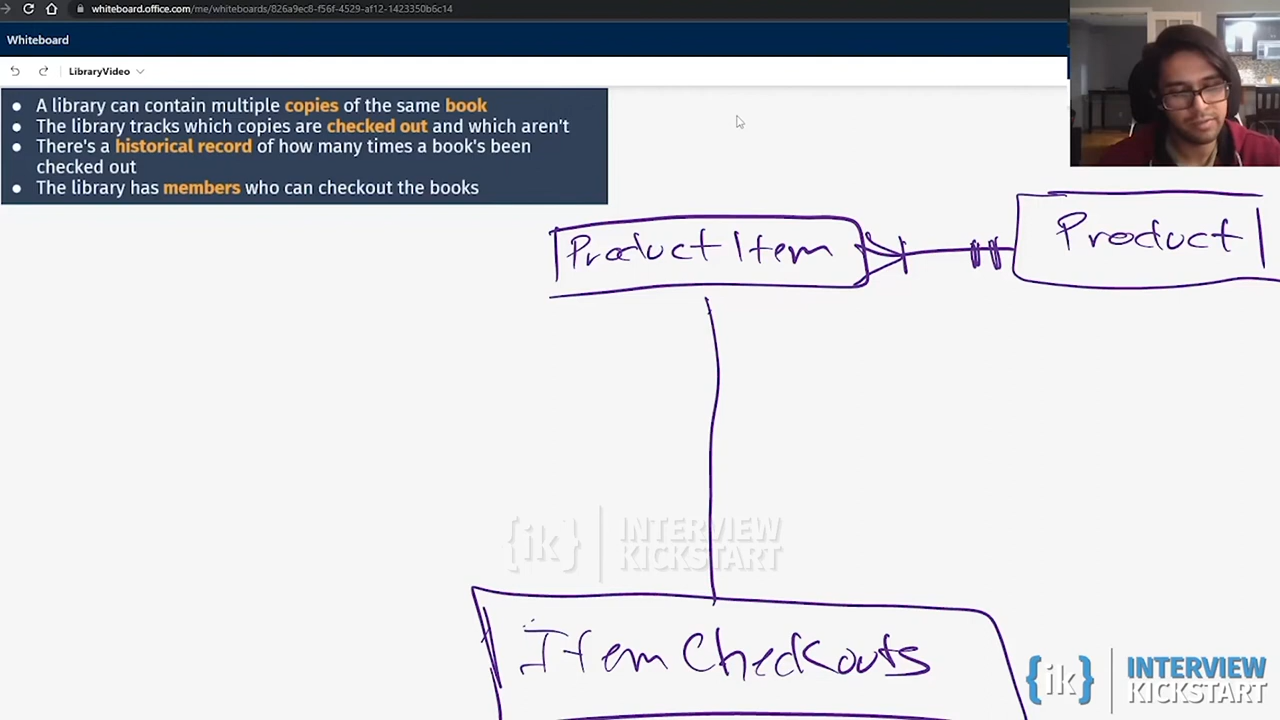 whiteboard.office.com/me/whiteboards/826a9ec8-f56f-4529-af12-1423350b6c14
Whiteboard
LibraryVideo
• A library can contain multiple copies of the same book
• The library tracks which copies are checked out and which aren't
• There's a historical record of how many times a book's been
checked out
• The library has members who can checkout the books
Product Item
Product
{ik} INTERVIEW
KICKSTART
Item Checkouts
{ik} INTERVIEW
KICKSTART